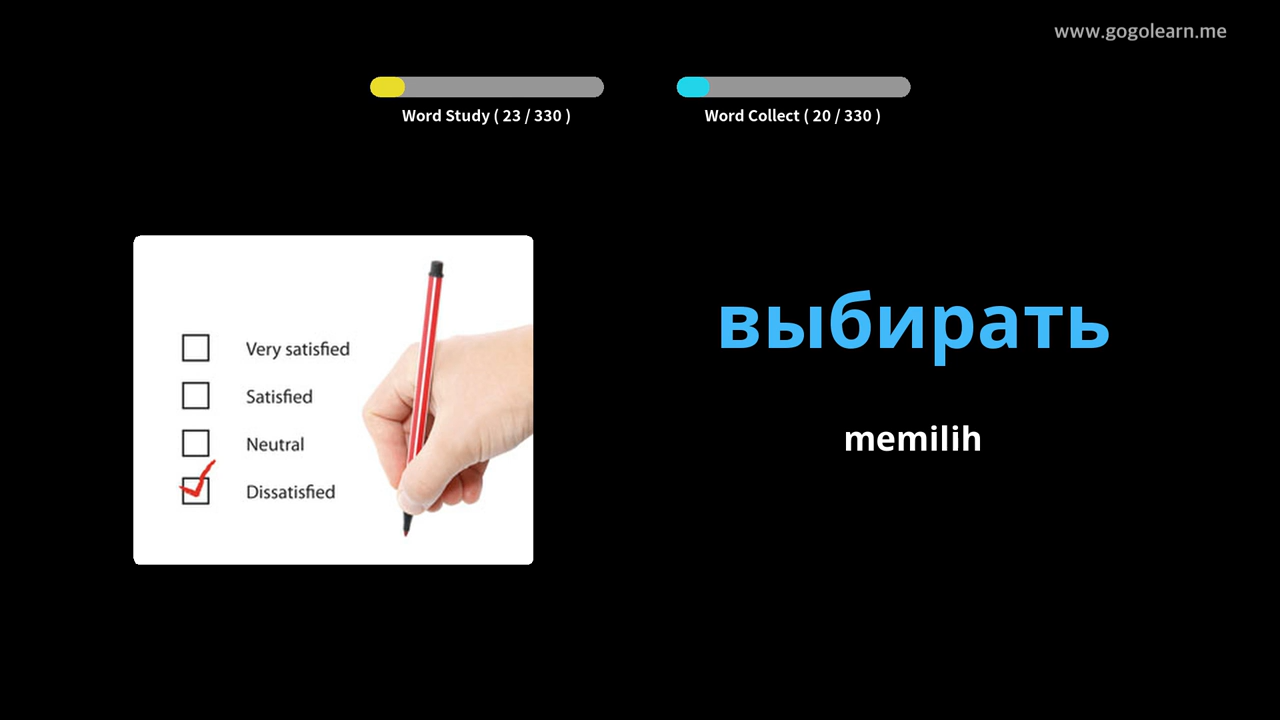 www.gogolearn.me
Word Study ( 23 / 330 )
Word Collect ( 20 / 330 )
Very satisfied
Satisfied
Neutral
Dissatisfied
выбирать
memilih